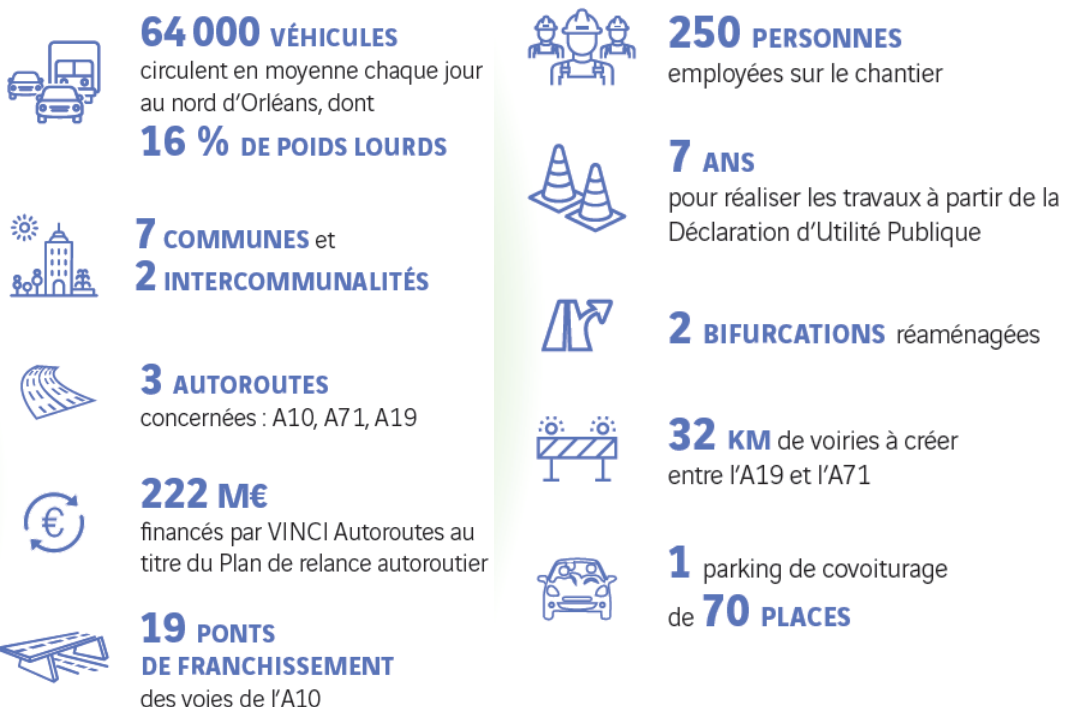 64 000 VÉHICULES
circulent en moyenne chaque jour
au nord d'Orléans, dont
16 % DE POIDS LOURDS
7 COMMUNES et
2 INTERCOMMUNALITÉS
3 AUTOROUTES
concernées : A10, A71, A19
222 M€
financés par VINCI Autoroutes au
titre du Plan de relance autoroutier
19 PONTS
DE FRANCHISSEMENT
des voies de l'A10
250 PERSONNES
employées sur le chantier
7 ANS
pour réaliser les travaux à partir de la
Déclaration d'Utilité Publique
2 BIFURCATIONS réaménagées
32 KM de voiries à créer
entre l'A19 et l'A71
1 parking de covoiturage
de 70 PLACES